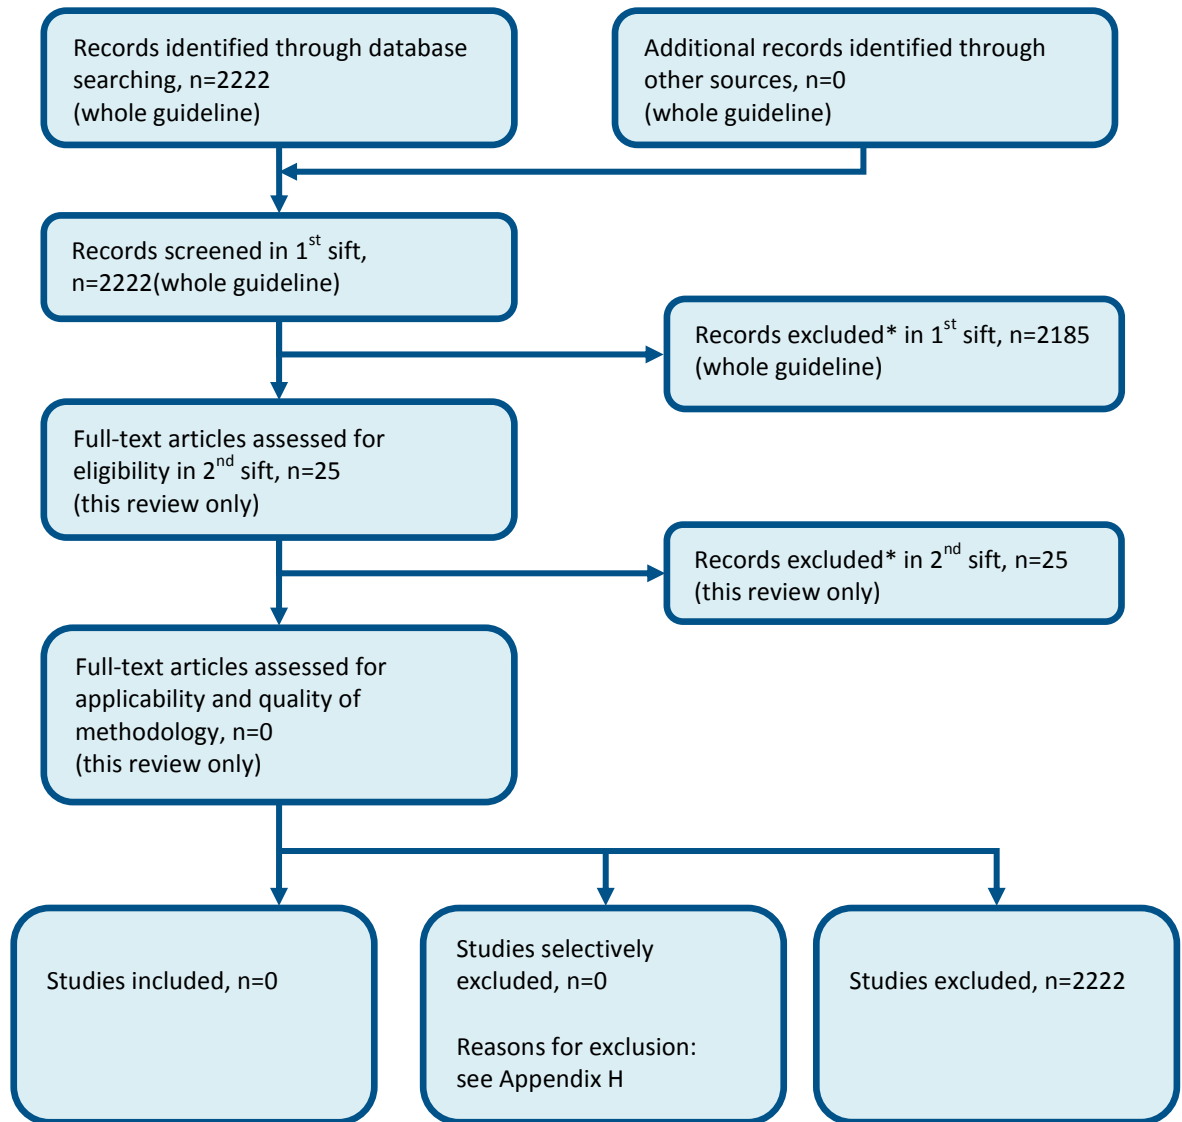 Records identified through database
searching, n=2222
(whole guideline)
Additional records identified through
other sources, n=0
(whole guideline)
Records screened in 1st sift,
n=2222(whole guideline)
Records excluded* in 1st sift, n=2185
(whole guideline)
Full-text articles assessed for
eligibility in 2nd sift, n=25
(this review only)
Records excluded* in 2nd sift, n=25
(this review only)
Full-text articles assessed for
applicability and quality of
methodology, n=0
(this review only)
Studies included, n=0
Studies selectively
excluded, n=0
Reasons for exclusion:
see Appendix H
Studies excluded, n=2222